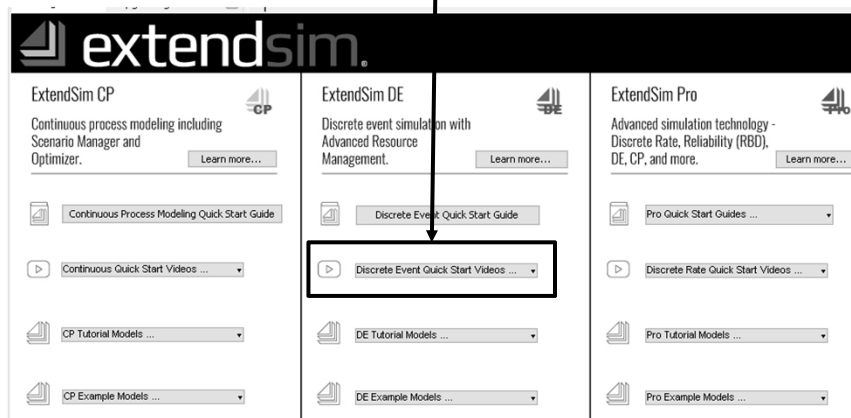 extendsim
ExtendSim CP
CP
Continuous process modeling including
Scenario Manager and
Optimizer.
Learn more...
Continuous Process Modeling Quick Start Guide
Continuous Quick Start Videos ...
CP Tutorial Models ...
CP Example Models ...
ExtendSim DE
DE
Discrete event simulation with
Advanced Resource
Management.
Learn more...
Discrete Event Quick Start Guide
Discrete Event Quick Start Videos ...
DE Tutorial Models ...
DE Example Models ...
ExtendSim Pro
Pro
Advanced simulation technology -
Discrete Rate, Reliability (RBD),
DE, CP, and more.
Learn more...
Pro Quick Start Guides ...
Discrete Rate Quick Start Videos ...
Pro Tutorial Models ...
Pro Example Models ...